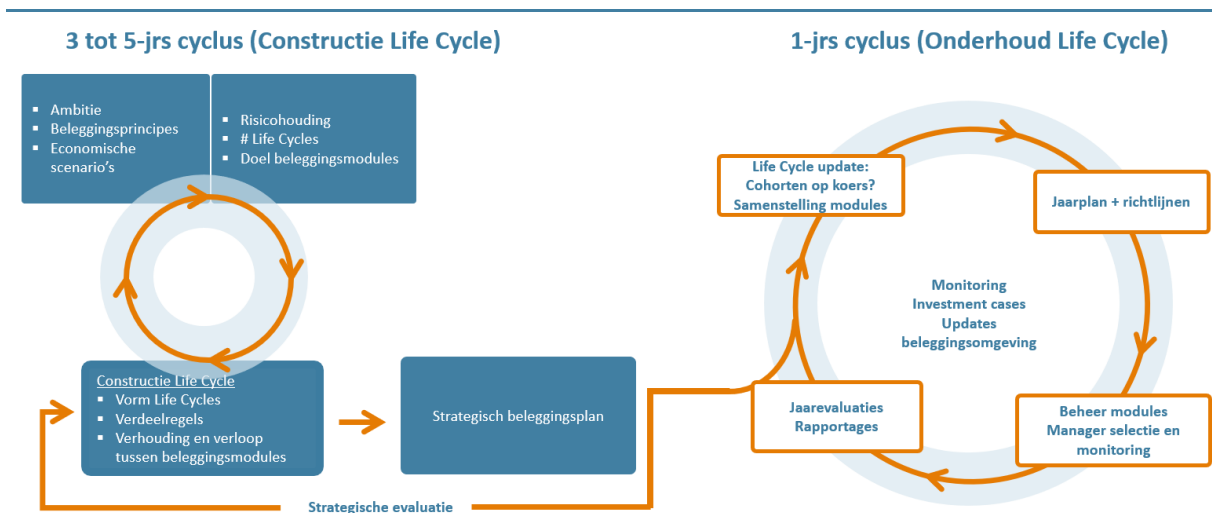 3 tot 5-jrs cyclus (Constructie Life Cycle)
▪ Ambitie
▪ Beleggingsprincipes
▪ Economische
scenario's
▪ Risicohouding
▪ # Life Cycles
▪ Doel beleggingsmodules
Constructie Life Cycle
▪ Vorm Life Cycles
▪ Verdeelregels
▪ Verhouding en verloop
tussen beleggingsmodules
Strategisch beleggingsplan
Strategische evaluatie
1-jrs cyclus (Onderhoud Life Cycle)
Life Cycle update:
Cohorten op koers?
Samenstelling modules
Jaarplan + richtlijnen
Monitoring
Investment cases
Updates
beleggingsomgeving
Jaarevaluaties
Rapportages
Beheer modules
Manager selectie en
monitoring